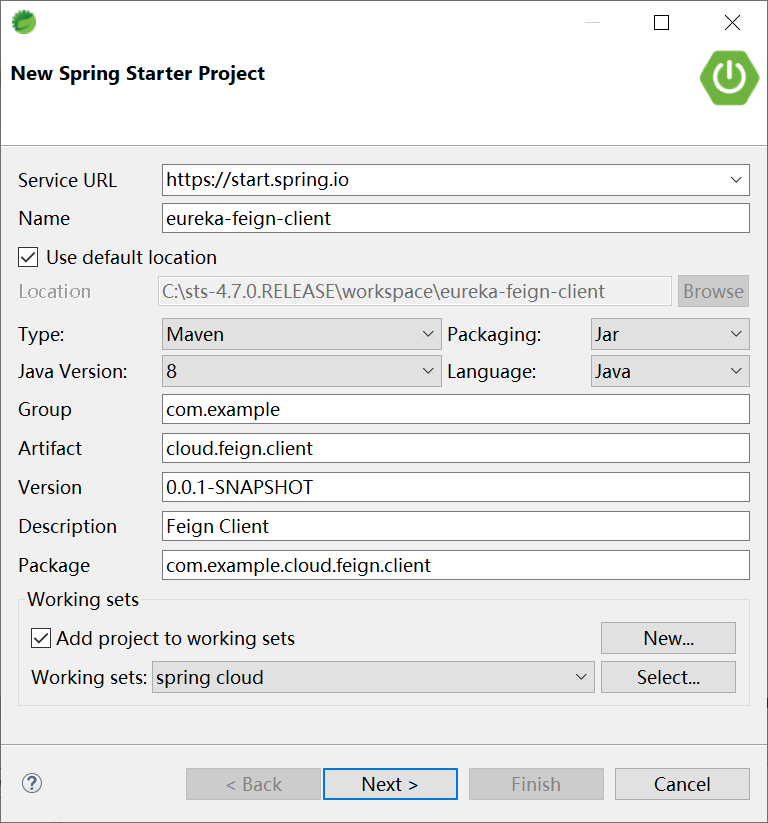 New Spring Starter Project
Service URL https://start.spring.io
Name eureka-feign-client
Use default location
Location C:\sts-4.7.0.RELEASE\workspace\eureka-feign-client Browse
Type: Maven Packaging: Jar
Java Version: 8 Language: Java
Group com.example
Artifact cloud.feign.client
Version 0.0.1-SNAPSHOT
Description Feign Client
Package com.example.cloud.feign.client
Working sets
Add project to working sets New...
Working sets: spring cloud Select...
? < Back Next > Finish Cancel